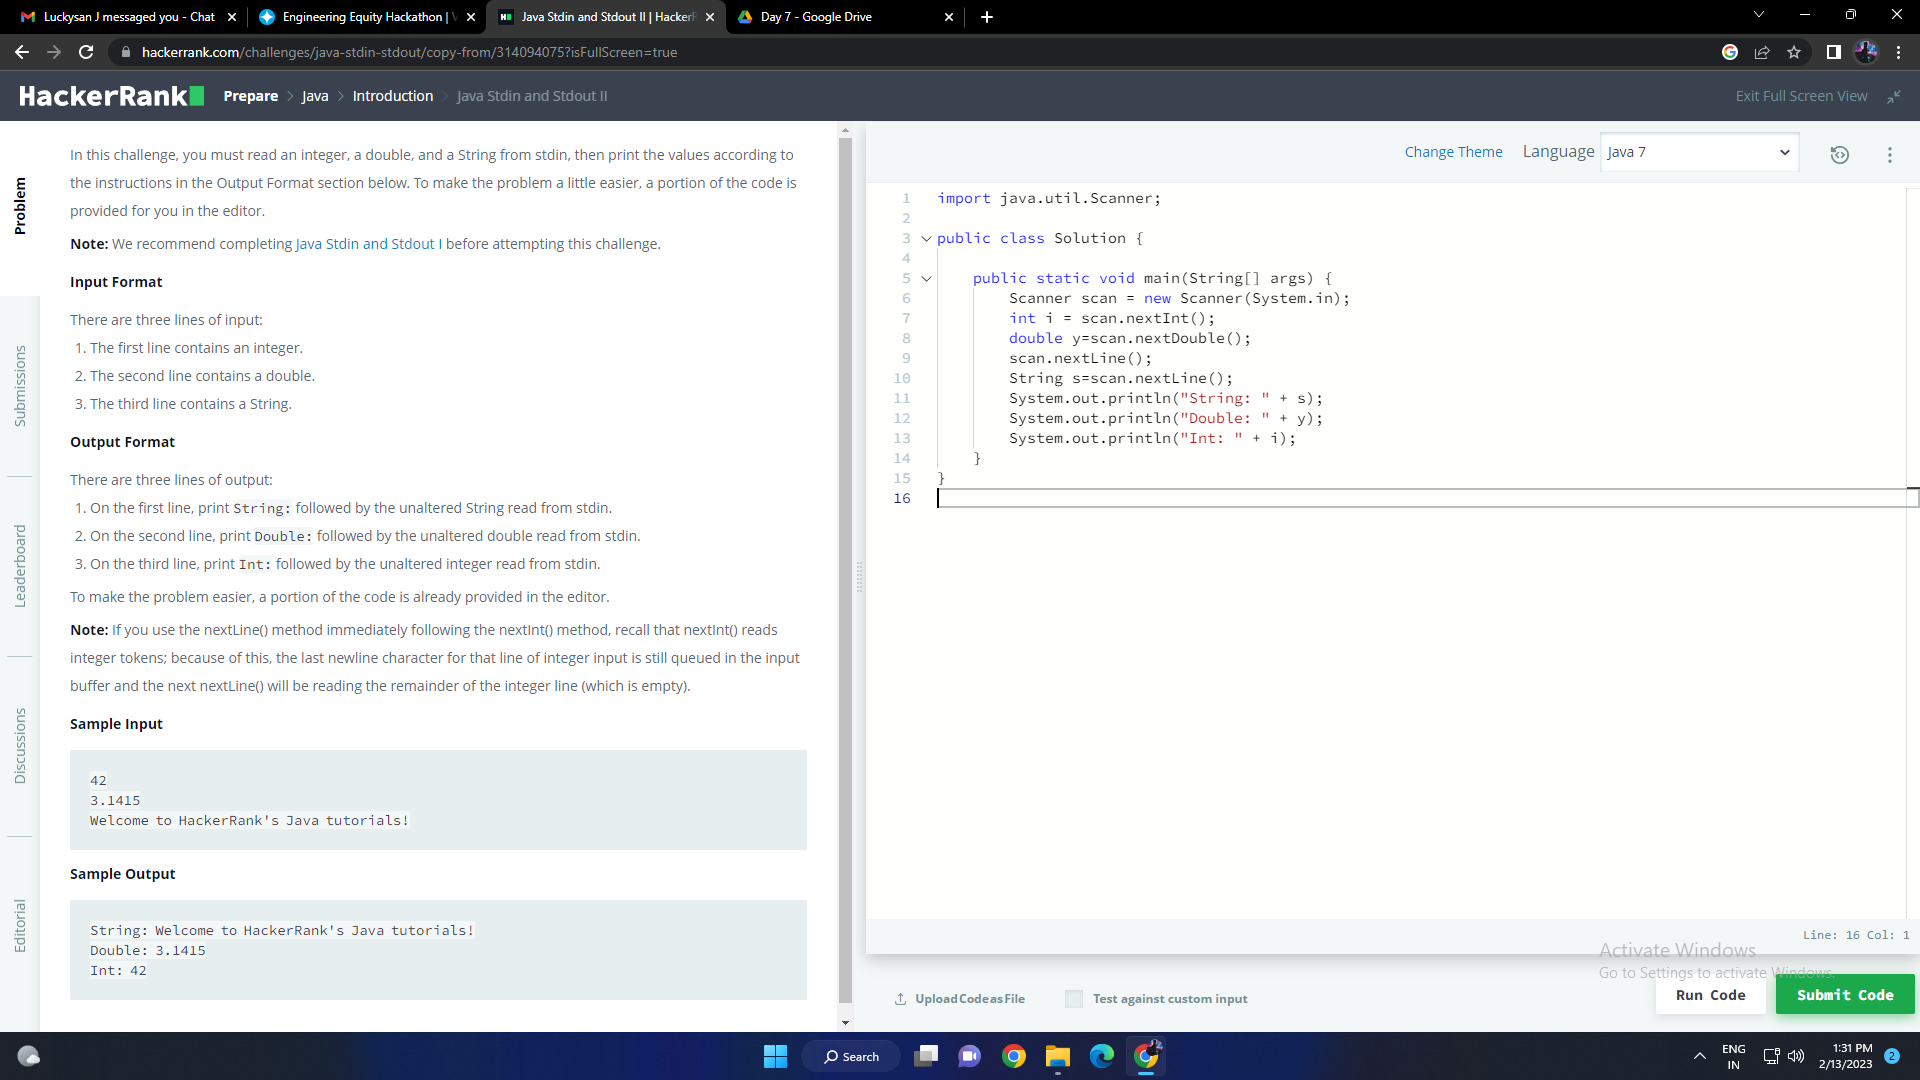 Luckysan J messaged you - Chat
Engineering Equity Hackathon |
Java Stdin and Stdout II | Hacker
Day 7 - Google Drive
hackerrank.com/challenges/java-stdin-stdout/copy-from/314094075?isFullScreen=true
HackerRank
Prepare > Java > Introduction > Java Stdin and Stdout II
Exit Full Screen View
Problem
Submissions
Leaderboard
Discussions
Editorial
In this challenge, you must read an integer, a double, and a String from stdin, then print the values according to
the instructions in the Output Format section below. To make the problem a little easier, a portion of the code is
provided for you in the editor.
Note: We recommend completing Java Stdin and Stdout I before attempting this challenge.
Input Format
There are three lines of input:
1. The first line contains an integer.
2. The second line contains a double.
3. The third line contains a String.
Output Format
There are three lines of output:
1. On the first line, print String: followed by the unaltered String read from stdin.
2. On the second line, print Double: followed by the unaltered double read from stdin.
3. On the third line, print Int: followed by the unaltered integer read from stdin.
To make the problem easier, a portion of the code is already provided in the editor.
Note: If you use the nextLine() method immediately following the nextInt() method, recall that nextInt() reads
integer tokens; because of this, the last newline character for that line of integer input is still queued in the input
buffer and the next nextLine() will be reading the remainder of the integer line (which is empty).
Sample Input
42
3.1415
Welcome to HackerRank's Java tutorials!
Sample Output
String: Welcome to HackerRank's Java tutorials!
Double: 3.1415
Int: 42
Change Theme
Language
Java 7
1 import java.util.Scanner;
2
3 public class Solution {
4
5     public static void main(String[] args) {
6         Scanner scan = new Scanner(System.in);
7         int i = scan.nextInt();
8         double y=scan.nextDouble();
9         scan.nextLine();
10         String s=scan.nextLine();
11         System.out.println("String: " + s);
12         System.out.println("Double: " + y);
13         System.out.println("Int: " + i);
14     }
15 }
16
Line: 16 Col: 1
Activate Windows
Go to Settings to activate Windows.
Upload Code as File
Test against custom input
Run Code
Submit Code
Search
ENG
IN
1:31 PM
2/13/2023
2